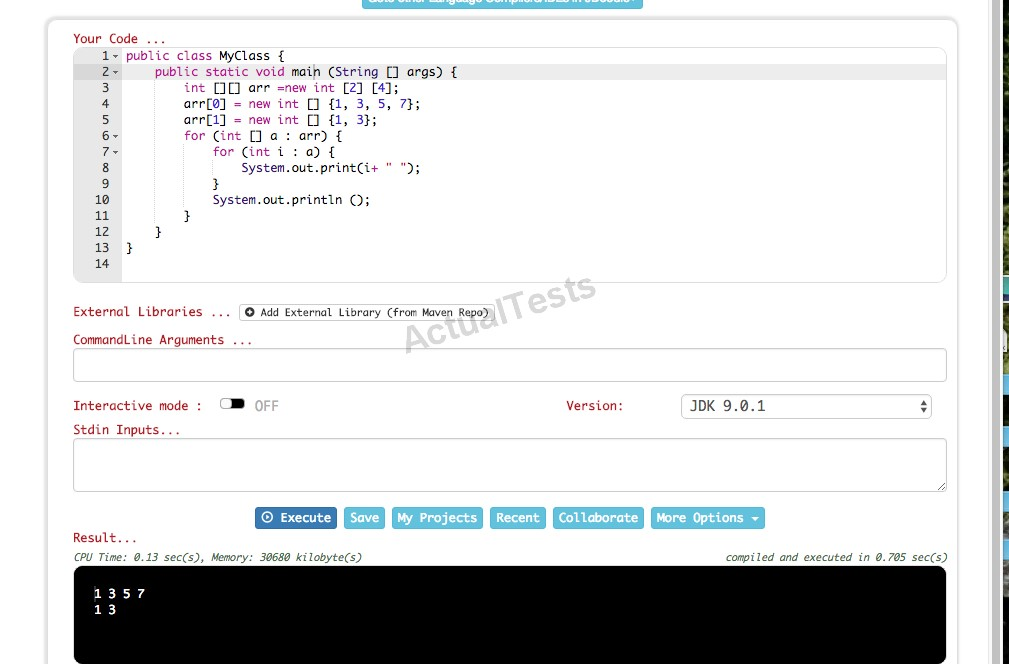 Your Code ...
1 public class MyClass {
2 public static void main (String [] args) {
3 int [][] arr =new int [2] [4];
4 arr[0] = new int [] {1, 3, 5, 7};
5 arr[1] = new int [] {1, 3};
6 for (int [] a : arr) {
7 for (int i : a) {
8 System.out.print(i+ " ");
9 }
10 System.out.println ();
11 }
12 }
13 }
14
External Libraries ... Add External Library (from Maven Repo)
ActualTests
CommandLine Arguments ...
Interactive mode : OFF Version: JDK 9.0.1
Stdin Inputs...
Execute Save My Projects Recent Collaborate More Options
Result...
CPU Time: 0.13 sec(s), Memory: 30680 kilobyte(s) compiled and executed in 0.705 sec(s)
1 3 5 7
1 3